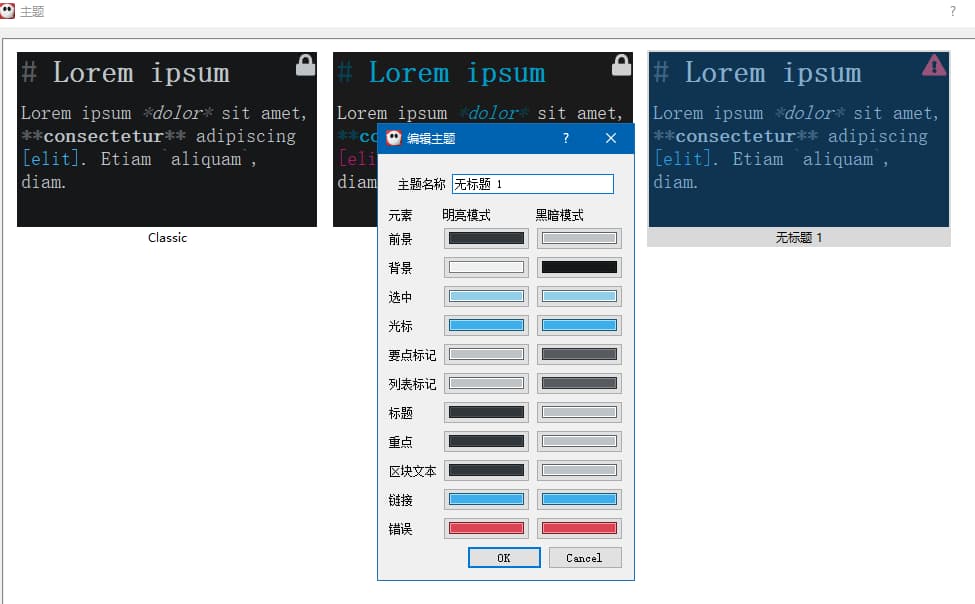 主题
?
# Lorem ipsum
Lorem ipsum *dolor* sit amet,
**consectetur** adipiscing
[elit]. Etiam `aliquam`,
diam.
Classic
# Lorem ipsum
Lorem ipsum *dolor* sit amet,
**co
[eli
diam
# Lorem ipsum
Lorem ipsum *dolor* sit amet,
**consectetur** adipiscing
[elit]. Etiam `aliquam`,
diam.
无标题 1
编辑主题
?
主题名称 无标题 1
元素 明亮模式 黑暗模式
前景
背景
选中
光标
要点标记
列表标记
标题
重点
区块文本
链接
错误
OK Cancel